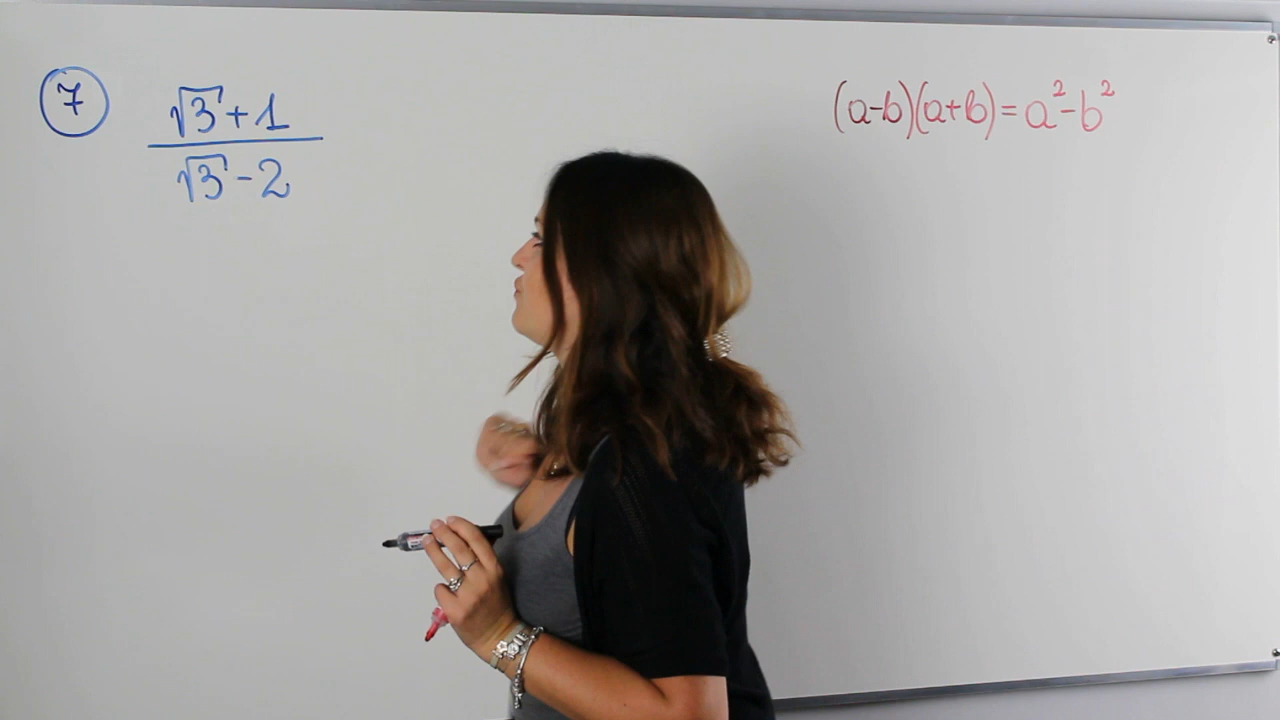 7
√3+1
√3-2
(a-b)(a+b)=a²-b²